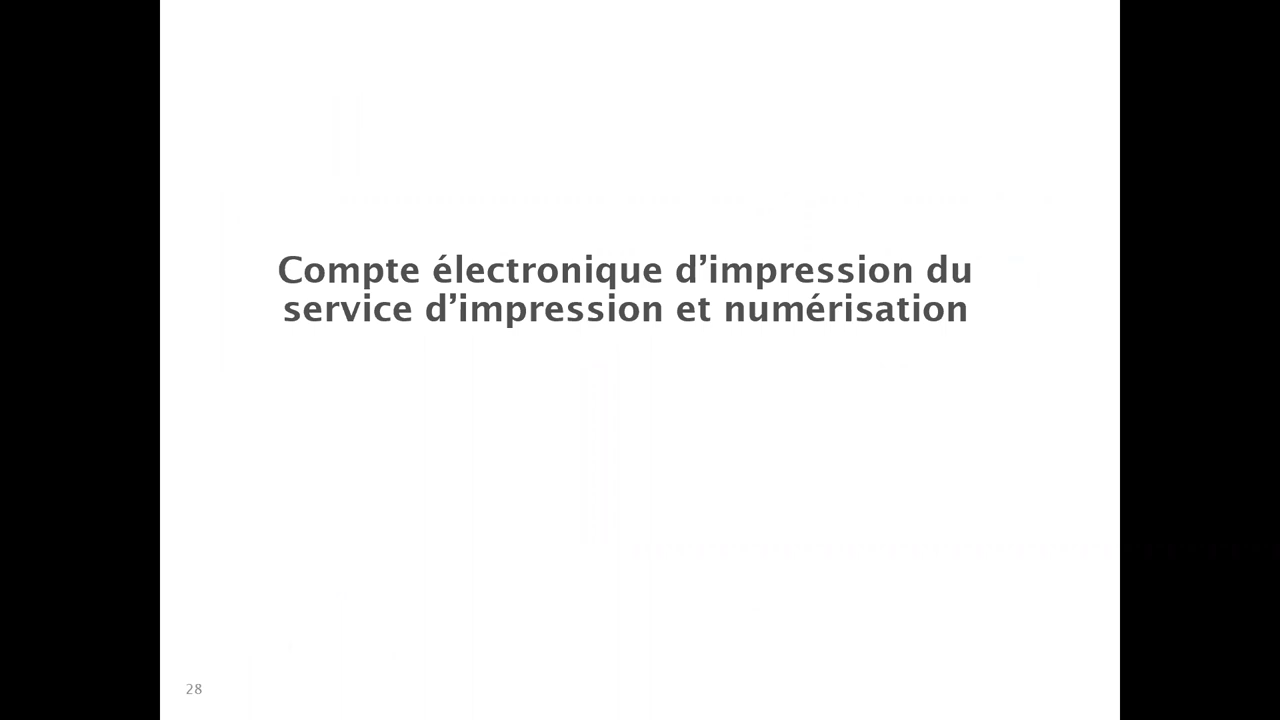 Compte électronique d’impression du
service d’impression et numérisation
28